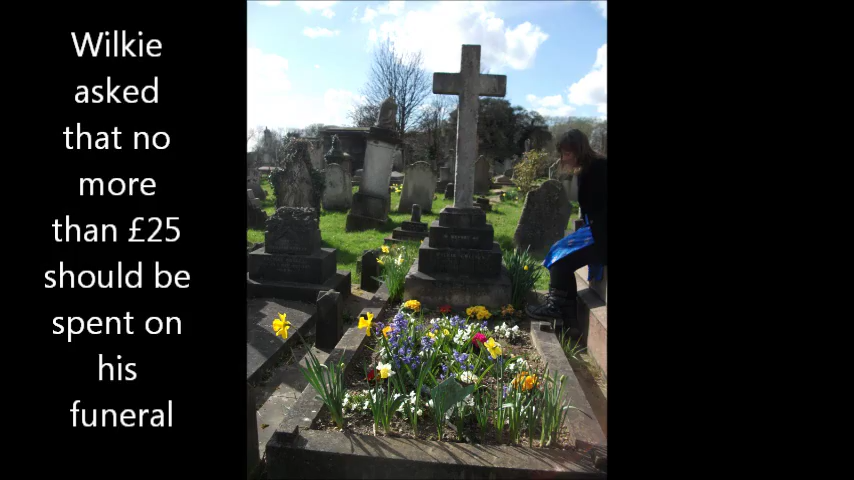 Wilkie
asked
that no
more
than £25
should be
spent on
his
funeral